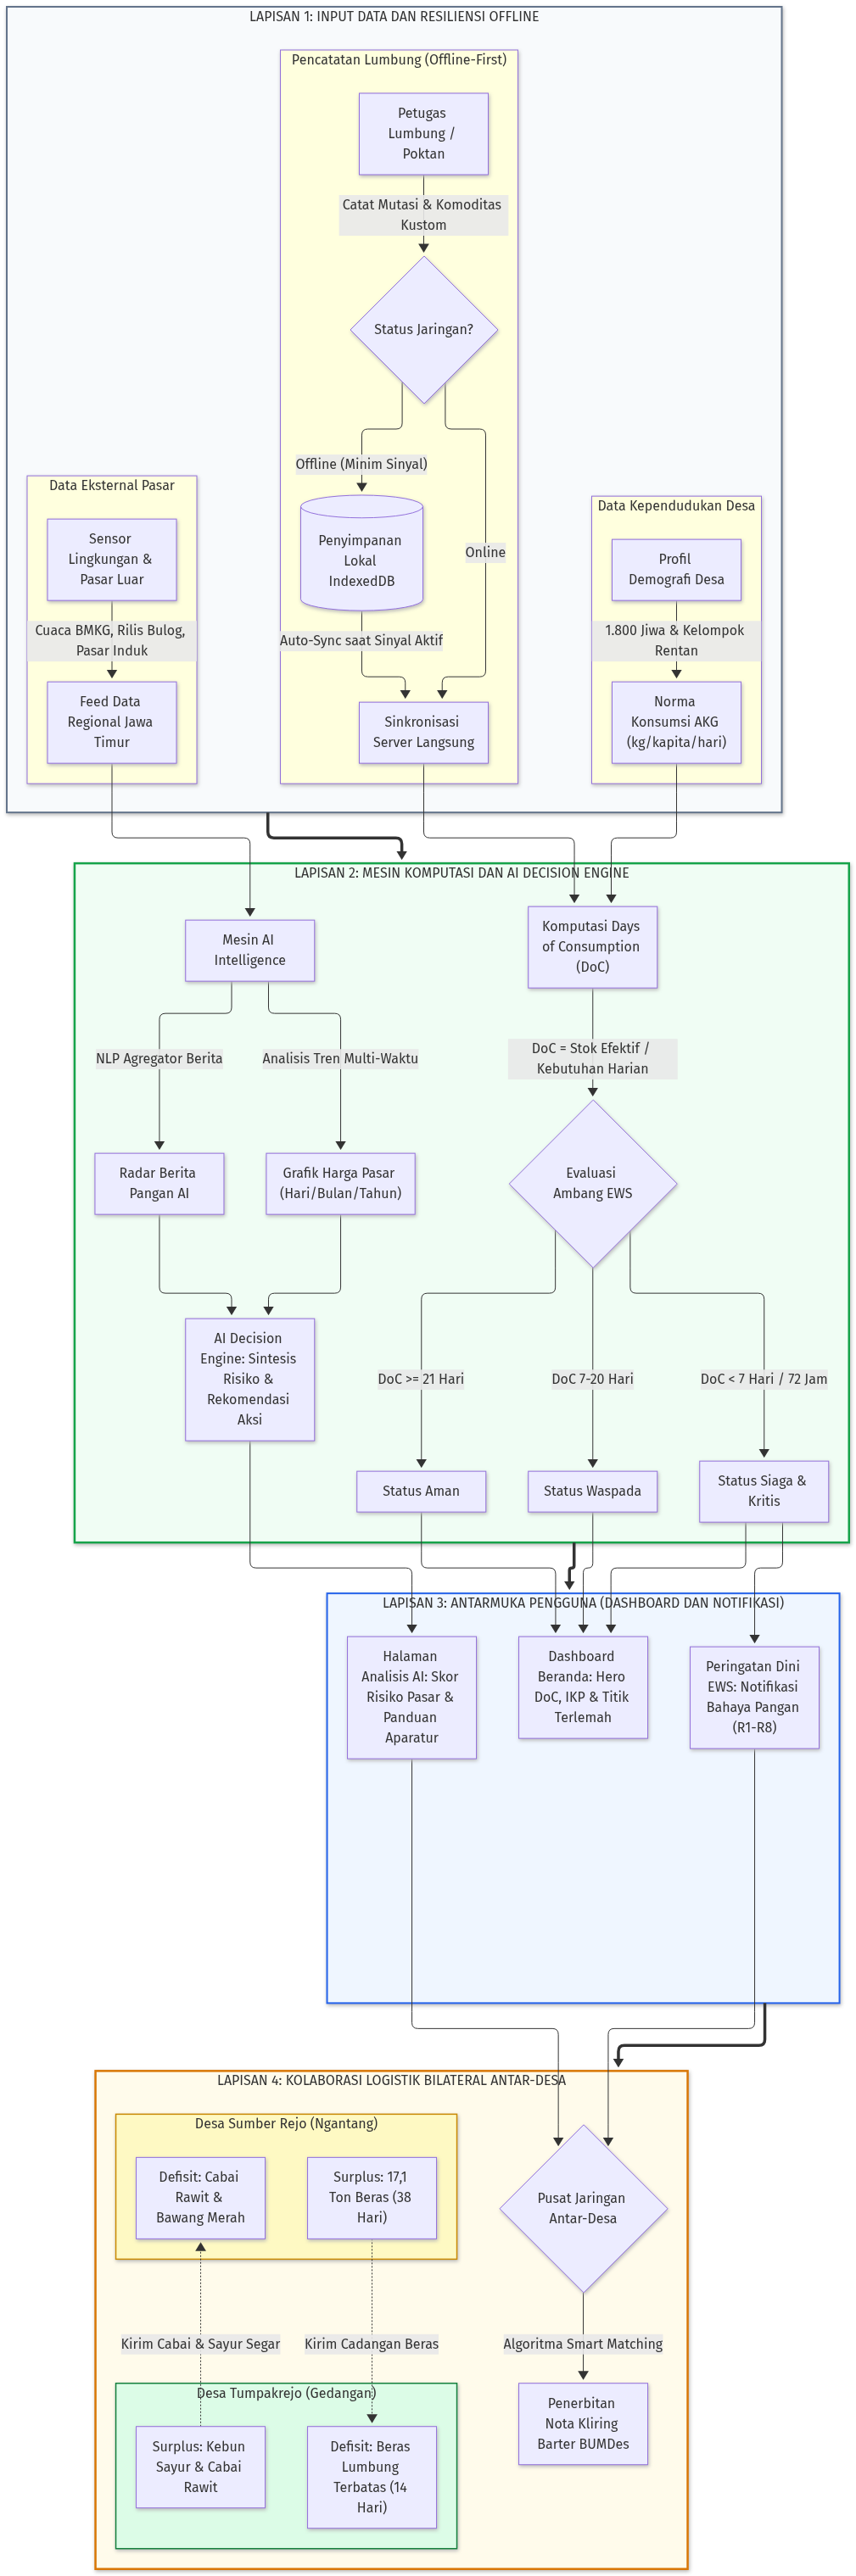 LAPISAN 1: INPUT DATA DAN RESILIENSI OFFLINE
Pencatatan Lumbung (Offline-First)
Petugas
Lumbung /
Poktan
Catat Mutasi & Komoditas
Kustom
Status Jaringan?
Offline (Minim Sinyal)
Penyimpanan
Lokal
IndexedDB
Online
Auto-Sync saat Sinyal Aktif
Sinkronisasi
Server Langsung
Data Eksternal Pasar
Sensor
Lingkungan &
Pasar Luar
Cuaca BMKG, Rilis Bulog,
Pasar Induk
Feed Data
Regional Jawa
Timur
Data Kependudukan Desa
Profil
Demografi Desa
1.800 Jiwa & Kelompok
Rentan
Norma
Konsumsi AKG
(kg/kapita/hari)
LAPISAN 2: MESIN KOMPUTASI DAN AI DECISION ENGINE
Mesin AI
Intelligence
NLP Agregator Berita
Analisis Tren Multi-Waktu
Radar Berita
Pangan AI
Grafik Harga Pasar
(Hari/Bulan/Tahun)
AI Decision
Engine: Sintesis
Risiko &
Rekomendasi
Aksi
Komputasi Days
of Consumption
(DoC)
DoC = Stok Efektif /
Kebutuhan Harian
Evaluasi
Ambang EWS
DoC >= 21 Hari
DoC 7-20 Hari
DoC < 7 Hari / 72 Jam
Status Aman
Status Waspada
Status Siaga &
Kritis
LAPISAN 3: ANTARMUKA PENGGUNA (DASHBOARD DAN NOTIFIKASI)
Halaman
Analisis AI: Skor
Risiko Pasar &
Panduan
Aparatur
Dashboard
Beranda: Hero
DoC, IKP & Titik
Terlemah
Peringatan Dini
EWS: Notifikasi
Bahaya Pangan
(R1-R8)
LAPISAN 4: KOLABORASI LOGISTIK BILATERAL ANTAR-DESA
Desa Sumber Rejo (Ngantang)
Defisit: Cabai
Rawit &
Bawang Merah
Surplus: 17,1
Ton Beras (38
Hari)
Kirim Cabai & Sayur Segar
Kirim Cadangan Beras
Desa Tumpakrejo (Gedangan)
Surplus: Kebun
Sayur & Cabai
Rawit
Defisit: Beras
Lumbung
Terbatas (14
Hari)
Pusat Jaringan
Antar-Desa
Algoritma Smart Matching
Penerbitan
Nota Kliring
Barter BUMDes